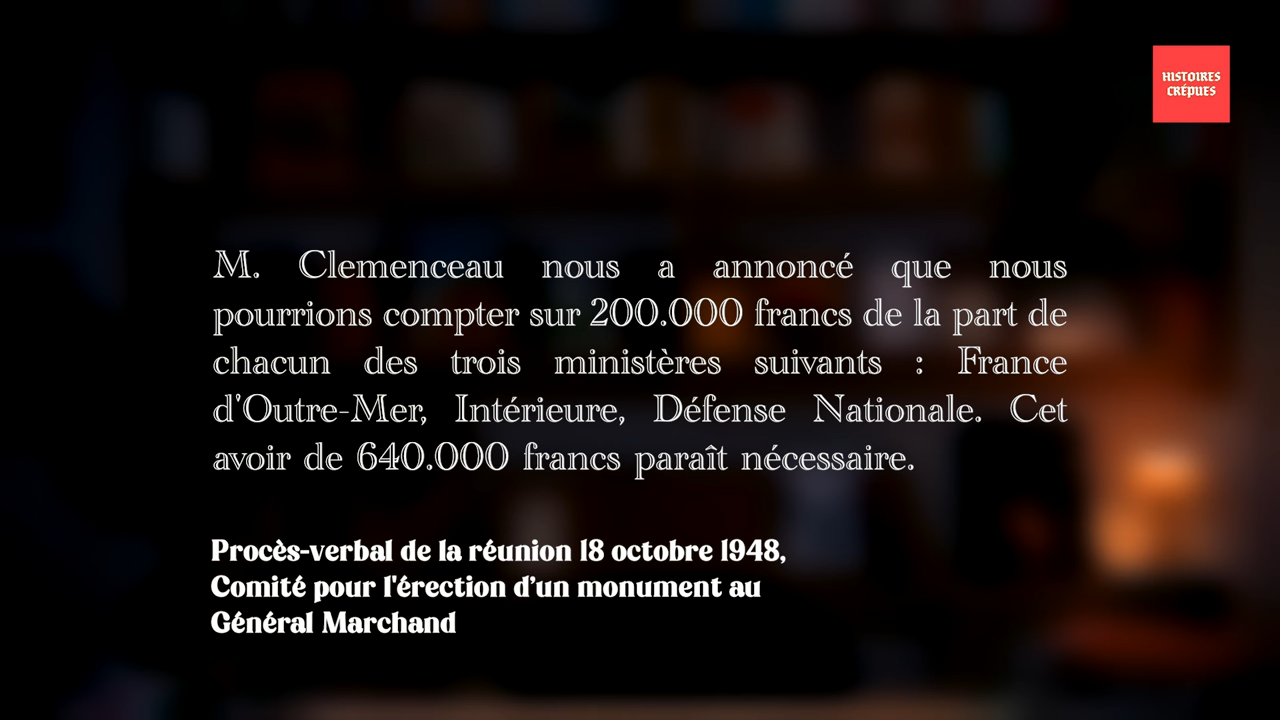 HISTOIRES
CRÉPUES
M. Clemenceau nous a annoncé que nous
pourrions compter sur 200.000 francs de la part de
chacun des trois ministères suivants : France
d'Outre-Mer, Intérieure, Défense Nationale. Cet
avoir de 640.000 francs paraît nécessaire.
Procès-verbal de la réunion 18 octobre 1948,
Comité pour l'érection d’un monument au
Général Marchand